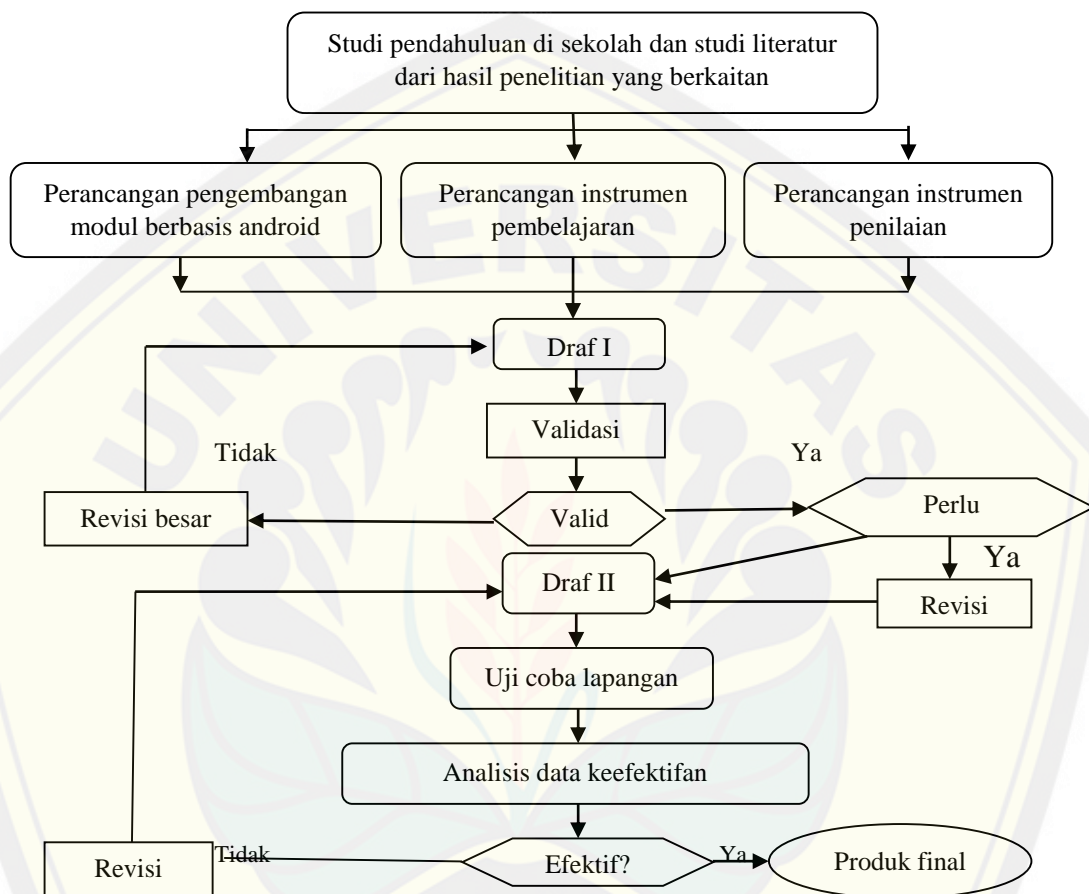 Studi pendahuluan di sekolah dan studi literatur
dari hasil penelitian yang berkaitan
Perancangan pengembangan
modul berbasis android
Perancangan instrumen
pembelajaran
Perancangan instrumen
penilaian
UNIVERSITAS
Draf I
Validasi
Tidak
Ya
Revisi besar
Valid
Perlu
Ya
Draf II
Revisi
Uji coba lapangan
Analisis data keefektifan
Revisi
Tidak
Efektif?
Ya
Produk final